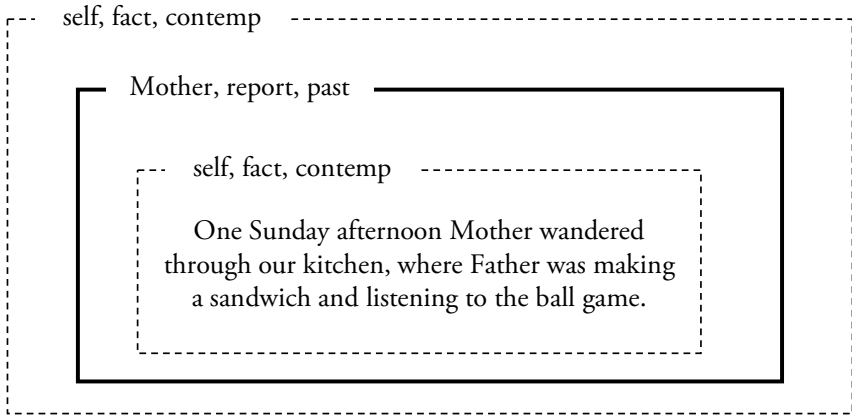 self, fact, contemp
Mother, report, past
self, fact, contemp
One Sunday afternoon Mother wandered
through our kitchen, where Father was making
a sandwich and listening to the ball game.